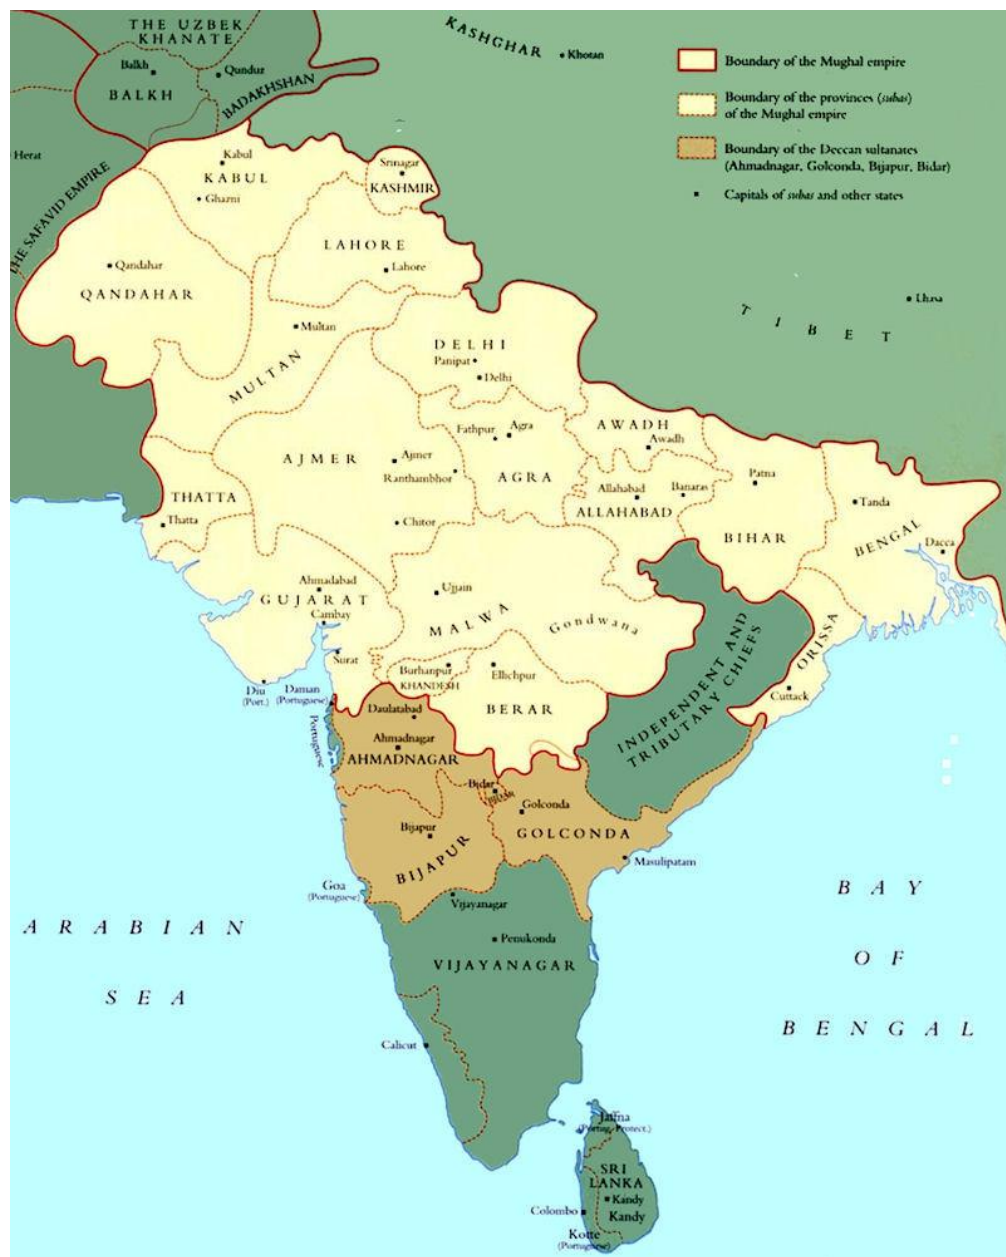 THE UZBEK
KHANATE
Balkh
Qunduz
BALKH
BADAKHSHAN
KASHGHAR
Khotan
Boundary of the Mughal empire
Boundary of the provinces (subas)
of the Mughal empire
Boundary of the Deccan sultanates
(Ahmadnagar, Golconda, Bijapur, Bidar)
Capitals of subas and other states
Herat
THE SAFAVID EMPIRE
Kabul
KABUL
Ghazni
Srinagar
KASHMIR
LAHORE
Lahore
Qandahar
QANDAHAR
Lhasa
TIBET
Multan
MULTAN
DELHI
Panipat
Delhi
Fathpur
Agra
AGRA
AWADH
Awadh
AJMER
Ajmer
Ranthambhor
Allahabad
Banaras
ALLAHABAD
Patna
BIHAR
Tanda
BENGAL
Dacca
THATTA
Thatta
Chitor
Ahmadabad
GUJARAT
Cambay
Ujjain
MALWA
Gondwana
Surat
Burhanpur
KHANDESH
Ellichpur
BERAR
INDEPENDENT AND
TRIBUTARY CHIEFS
ORISSA
Cuttack
Diu
(Port.)
Daman
(Portuguese)
Portuguese
Daulatabad
Ahmadnagar
AHMADNAGAR
Bidar
BIDAR
Golconda
GOLCONDA
Masulipatam
Bijapur
BIJAPUR
Goa
(Portuguese)
Vijayanagar
Penukonda
VIJAYANAGAR
ARABIAN
SEA
BAY
OF
BENGAL
Calicut
Jaffna
(Portug. Protect.)
SRI
LANKA
Kandy
Kandy
Colombo
Kotte
(Portuguese)